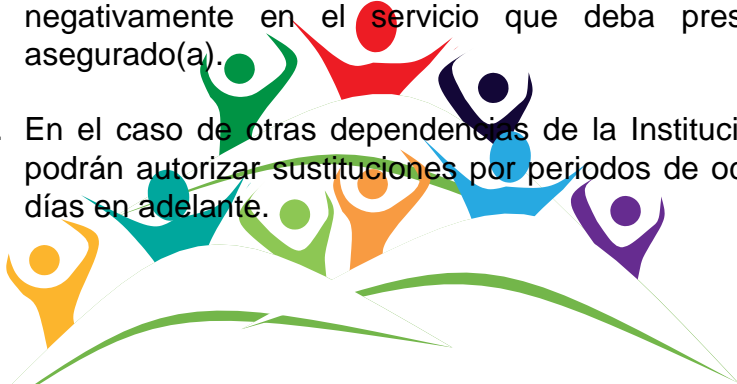 negativamente en el servicio que deba pres
asegurado(a).
. En el caso de otras dependencias de la Instituci
podrán autorizar sustituciones por periodos de oc
días en adelante.